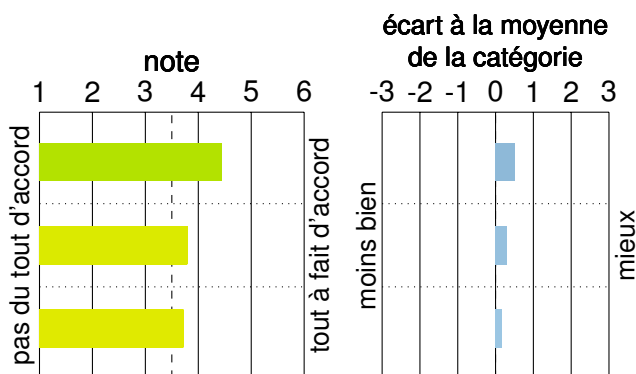 note
1 2 3 4 5 6
pas du tout d'accord
tout à fait d'accord
écart à la moyenne
de la catégorie
-3 -2 -1 0 1 2 3
moins bien
mieux